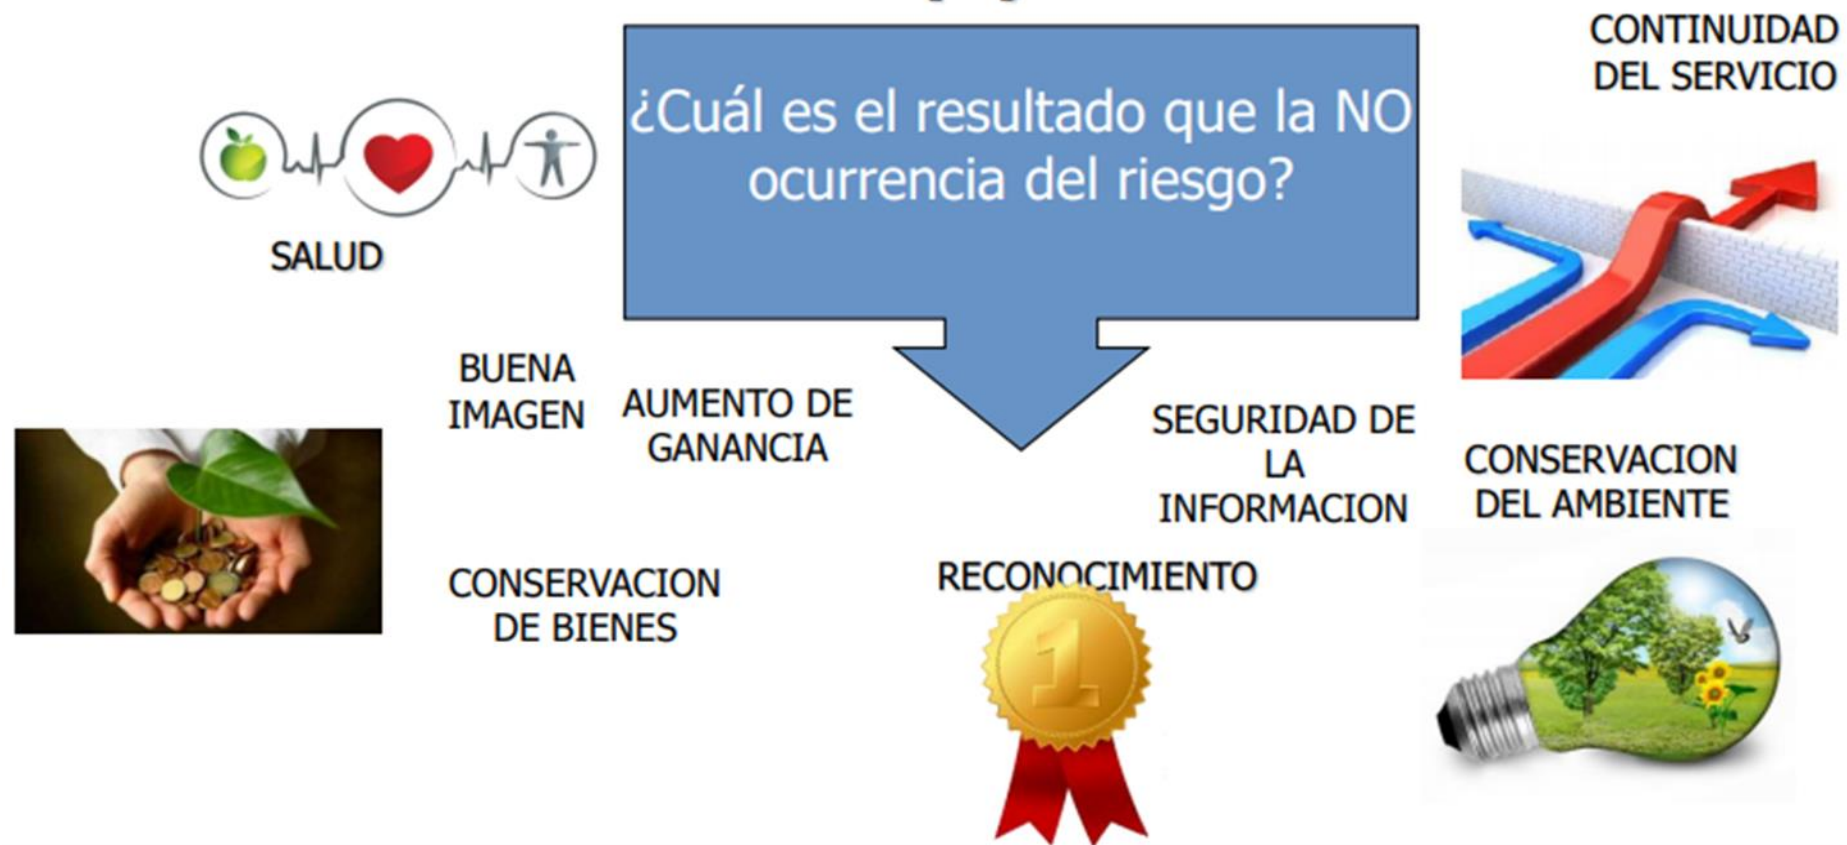 CONTINUIDAD
DEL SERVICIO
¿Cuál es el resultado que la NO
ocurrencia del riesgo?
SALUD
BUENA
IMAGEN
AUMENTO DE
GANANCIA
SEGURIDAD DE
LA
INFORMACION
CONSERVACION
DEL AMBIENTE
CONSERVACION
DE BIENES
RECONOCIMIENTO
1